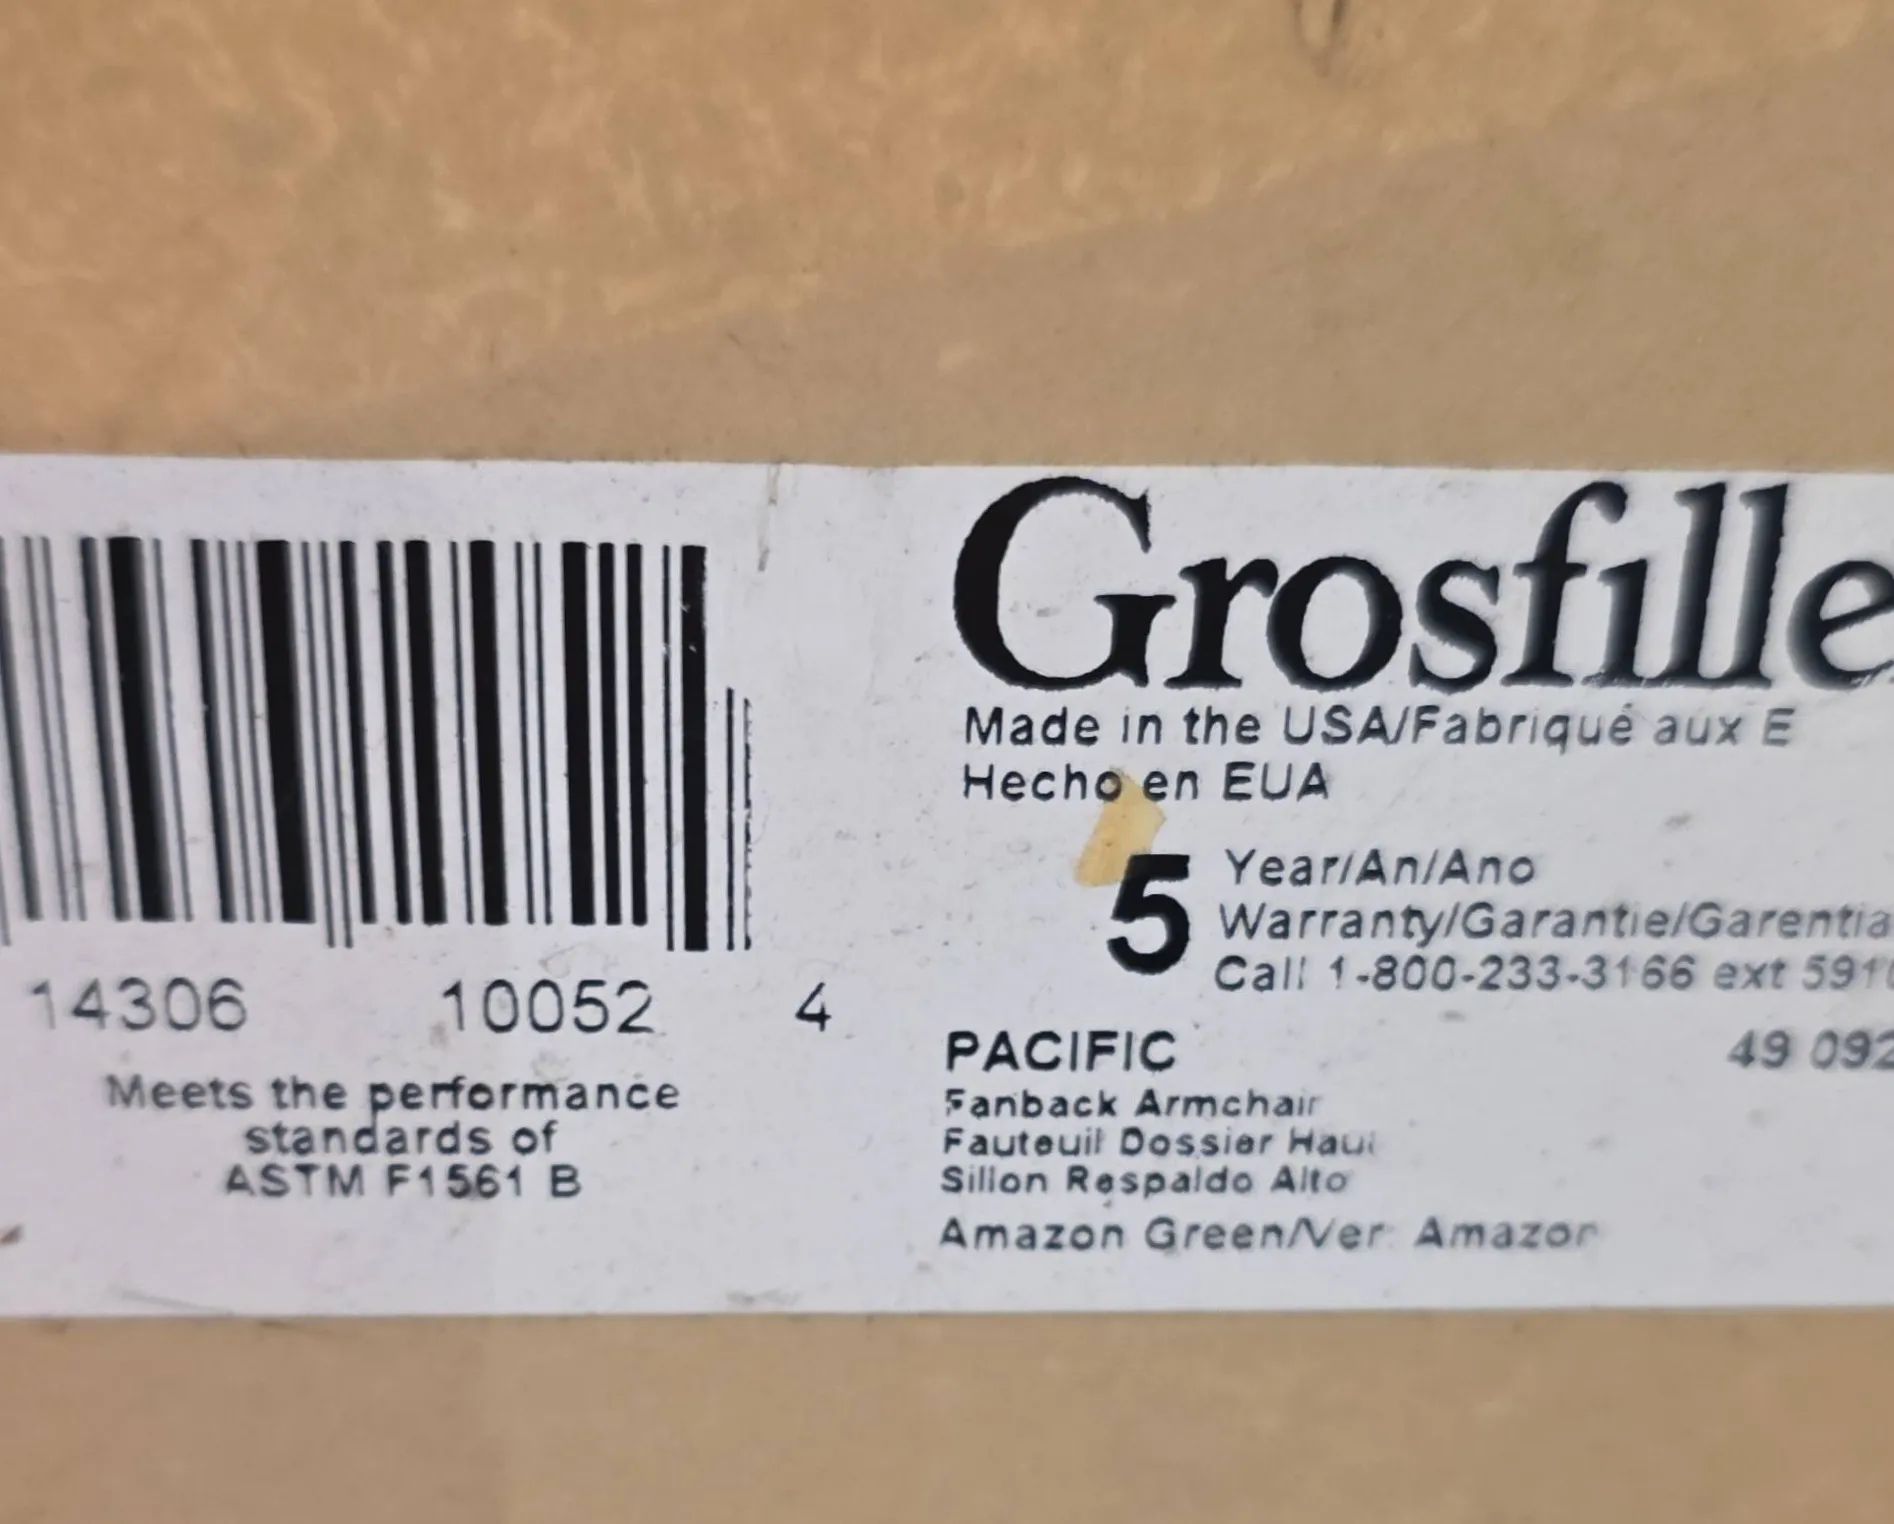 Grosfille
Made in the USA/Fabriqué aux E
Hecho en EUA
5 Year/An/Ano
Warranty/Garantie/Garentia
Call 1-800-233-3166 ext 591
14306 10052 4
Meets the performance
standards of
ASTM F1561 B
PACIFIC 49 092
Fanback Armchair
Fauteuil Dossier Haut
Sillon Respaldo Alto
Amazon Green/Ver Amazon